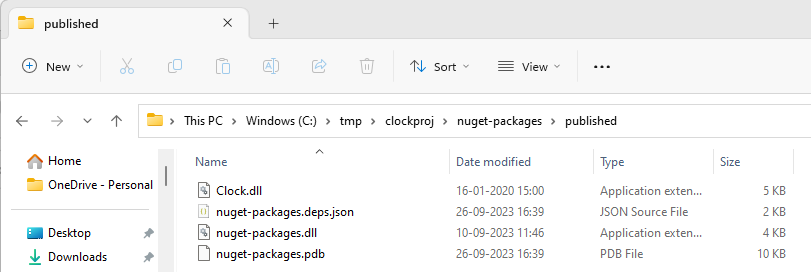 published
New
Sort
View
This PC
Windows (C:)
tmp
clockproj
nuget-packages
published
Home
OneDrive - Personal
Desktop
Downloads
Name Date modified Type Size
Clock.dll 16-01-2020 15:00 Application exten... 5 KB
nuget-packages.deps.json 26-09-2023 16:39 JSON Source File 2 KB
nuget-packages.dll 10-09-2023 11:46 Application exten... 4 KB
nuget-packages.pdb 26-09-2023 16:39 PDB File 10 KB